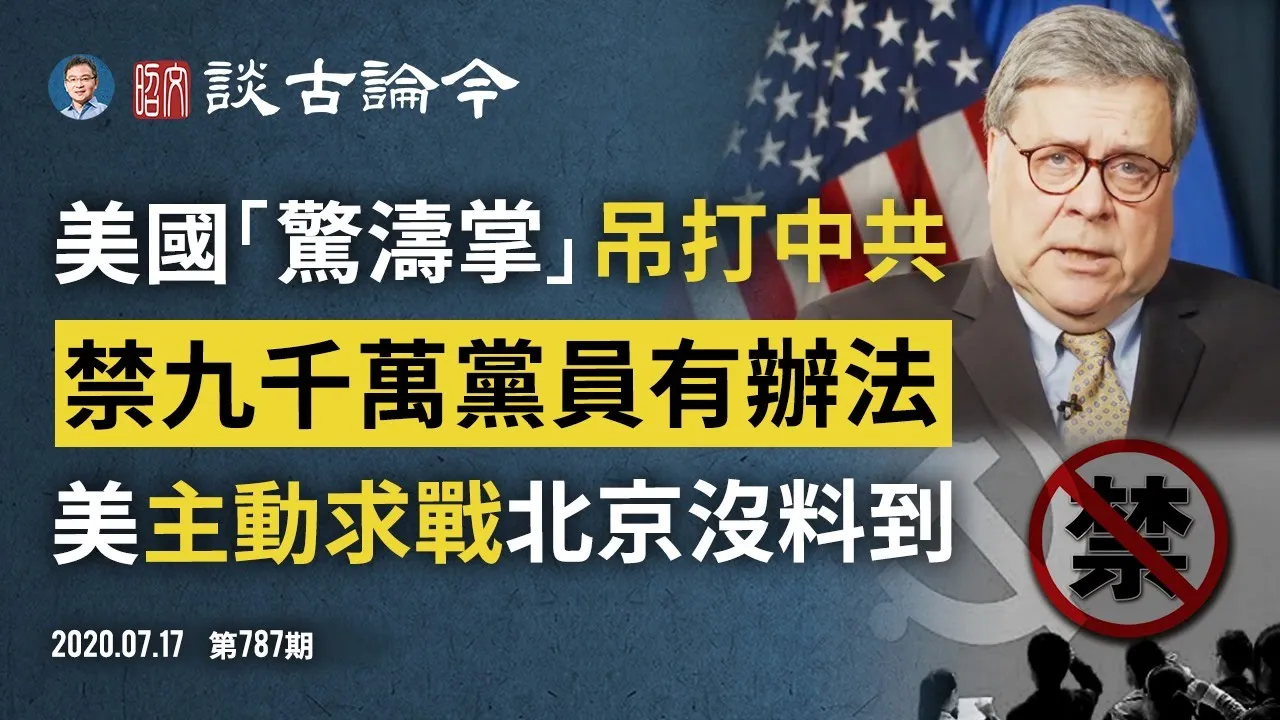 文昭 談古論今
美國「驚濤掌」吊打中共
禁九千萬黨員有辦法
美主動求戰北京沒料到
禁
2020.07.17 第787期